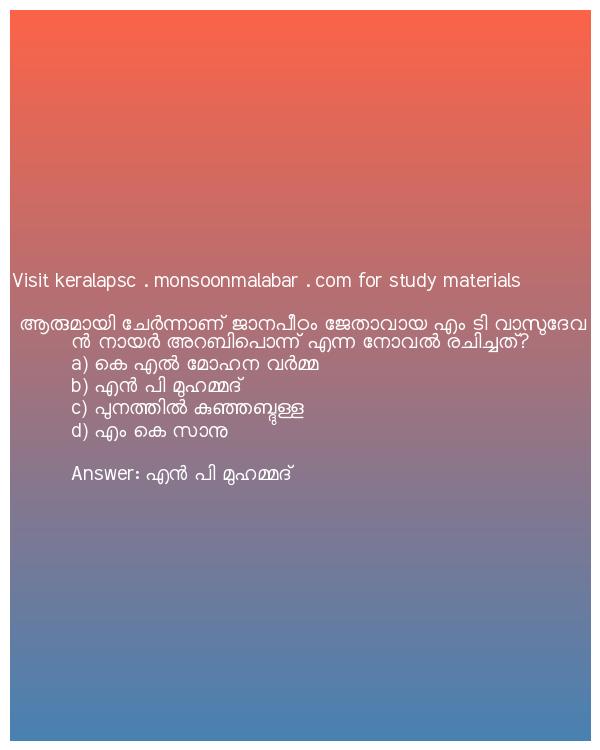 Visit keralapsc . monsoonmalabar . com for study materials
ആരുമായി ചേർന്നാണ് ജാനപീഠം ജേതാവായ എം ടി വാസുദേവ
ൻ നായർ അറബിപൊന്ന് എന്ന നോവൽ രചിച്ചത്?
a) കെ എൽ മോഹന വർമ്മ
b) എൻ പി മുഹമ്മദ്
c) പുനത്തിൽ കുഞ്ഞബ്ദുള്ള
d) എം കെ സാനു
Answer: എൻ പി മുഹമ്മദ്